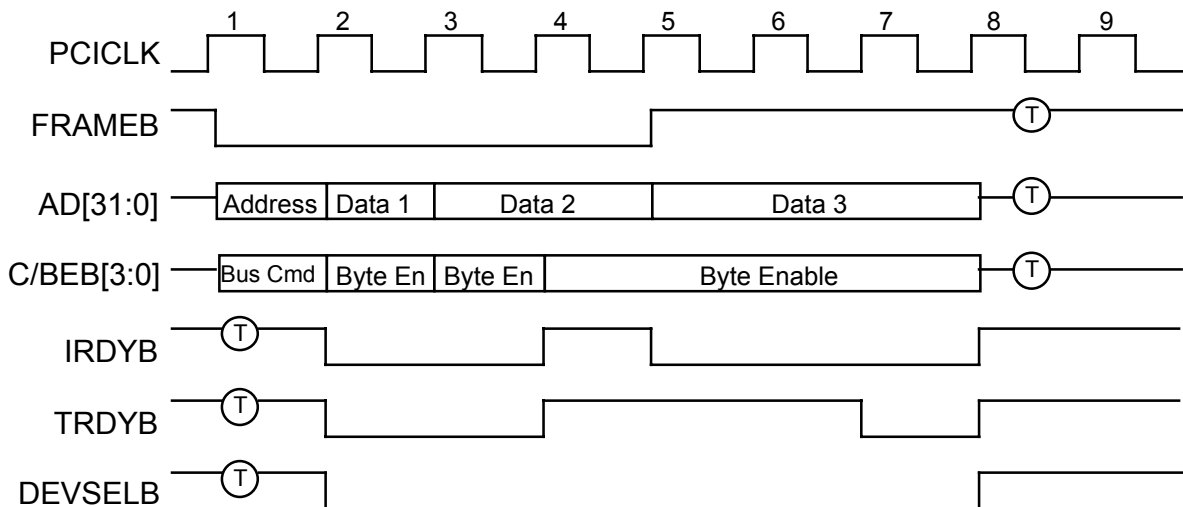 1 2 3 4 5 6 7 8 9
PCICLK
FRAMEB T
AD[31:0] Address Data 1 Data 2 Data 3 T
C/BEB[3:0] Bus Cmd Byte En Byte En Byte Enable T
IRDYB T
TRDYB T
DEVSELB T